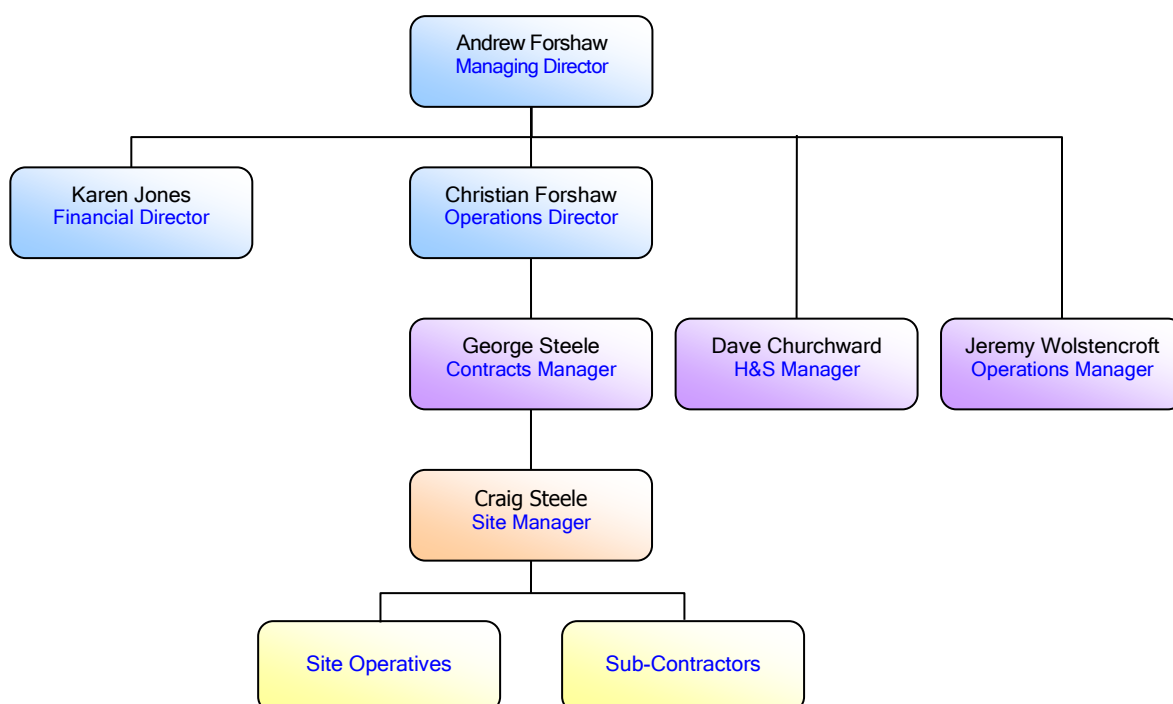 Andrew Forshaw
Managing Director
Karen Jones
Financial Director
Christian Forshaw
Operations Director
George Steele
Contracts Manager
Dave Churchward
H&S Manager
Jeremy Wolstencroft
Operations Manager
Craig Steele
Site Manager
Site Operatives
Sub-Contractors